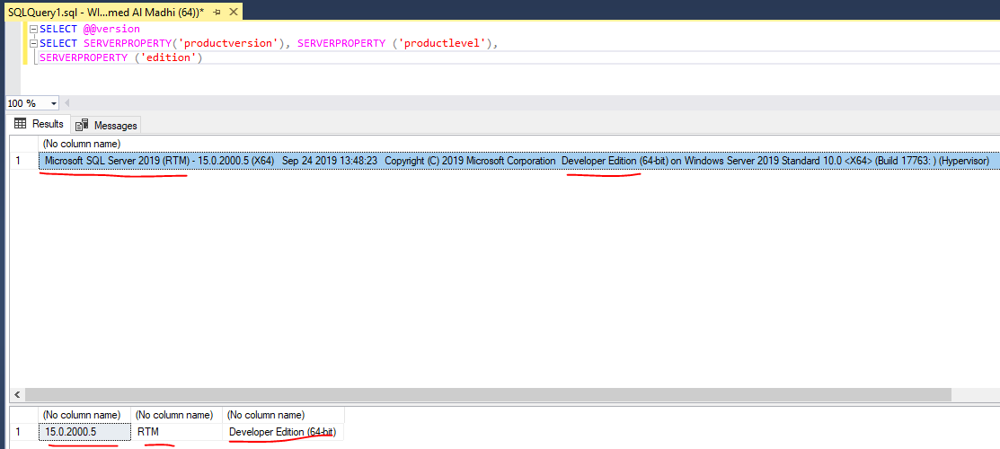 SQLQuery1.sql - WI...med Al Madhi (64))*
SELECT @@version
SELECT SERVERPROPERTY('productversion'), SERVERPROPERTY ('productlevel'),
SERVERPROPERTY ('edition')
100 %
Results Messages
(No column name)
1 Microsoft SQL Server 2019 (RTM) - 15.0.2000.5 (X64) Sep 24 2019 13:48:23 Copyright (C) 2019 Microsoft Corporation Developer Edition (64-bit) on Windows Server 2019 Standard 10.0 <X64> (Build 17763: ) (Hypervisor)
(No column name) (No column name) (No column name)
1 15.0.2000.5 RTM Developer Edition (64-bit)